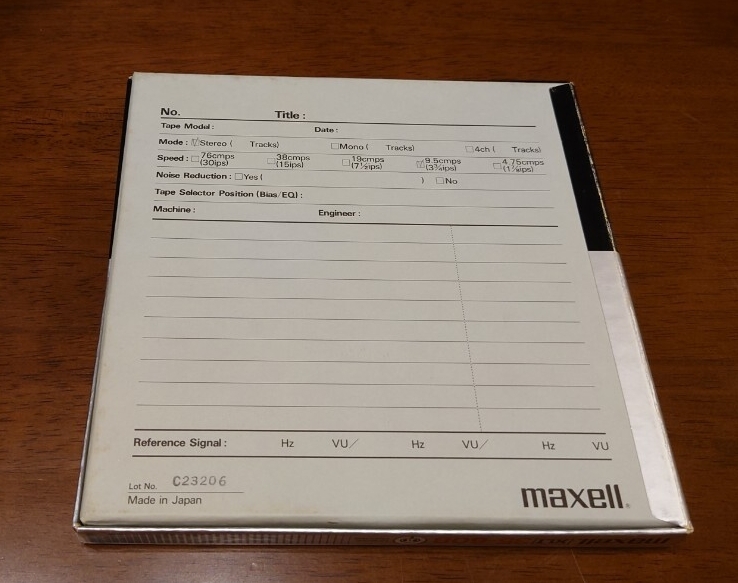 No. Title :
Tape Model : Date :
Mode : Stereo ( Tracks) Mono ( Tracks) 4ch ( Tracks)
Speed : 76cmps (30ips) 38cmps (15ips) 19cmps (7½ips) 9.5cmps (3¾ips) 4.75cmps (1⅞ips)
Noise Reduction : Yes ( ) No
Tape Selector Position (Bias/EQ) :
Machine : Engineer :
Reference Signal : Hz VU/ Hz VU/ Hz VU
Lot No. C23206
Made in Japan
maxell®